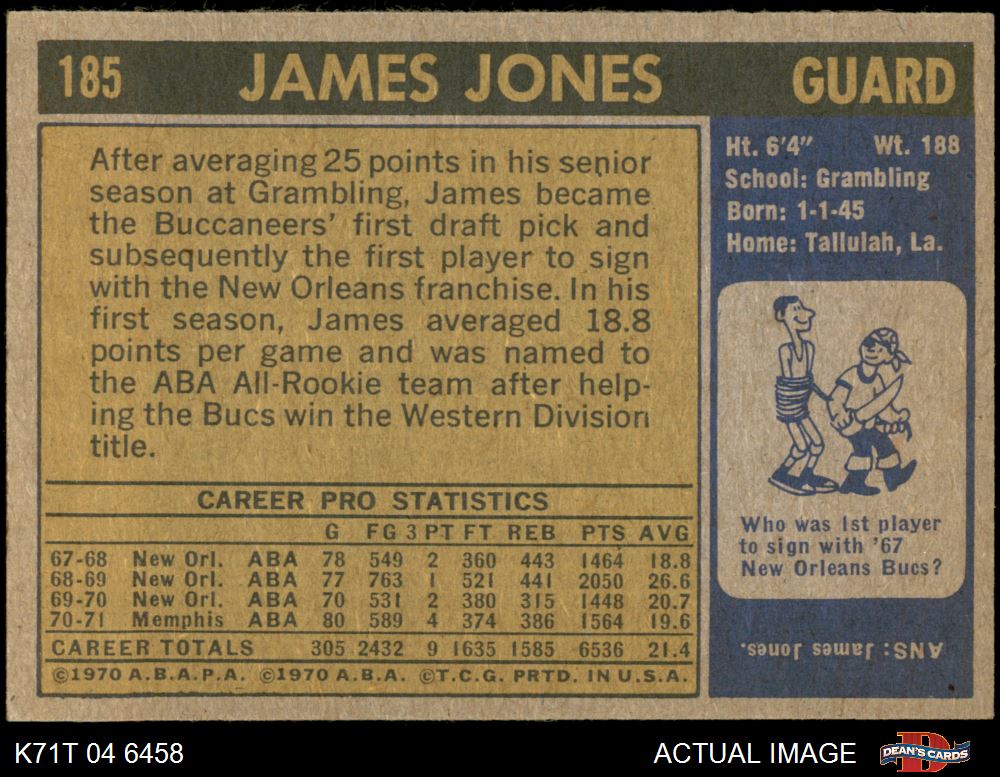 185 JAMES JONES GUARD
After averaging 25 points in his senior
season at Grambling, James became
the Buccaneers' first draft pick and
subsequently the first player to sign
with the New Orleans franchise. In his
first season, James averaged 18.8
points per game and was named to
the ABA All-Rookie team after help-
ing the Bucs win the Western Division
title.
CAREER PRO STATISTICS
G FG 3 PT FT REB PTS AVG
67-68 New Orl. ABA 78 549 2 360 443 1464 18.8
68-69 New Orl. ABA 77 763 1 521 441 2050 26.6
69-70 New Orl. ABA 70 531 2 380 315 1448 20.7
70-71 Memphis ABA 80 589 4 374 386 1564 19.6
CAREER TOTALS 305 2432 9 1635 1585 6536 21.4
©1970 A.B.A.P.A. ©1970 A.B.A. ©T.C.G. PRTD. IN U.S.A.
Ht. 6'4" Wt. 188
School: Grambling
Born: 1-1-45
Home: Tallulah, La.
Who was 1st player
to sign with '67
New Orleans Bucs?
ANS: James Jones.
K71T 04 6458 ACTUAL IMAGE DEAN'S CARDS